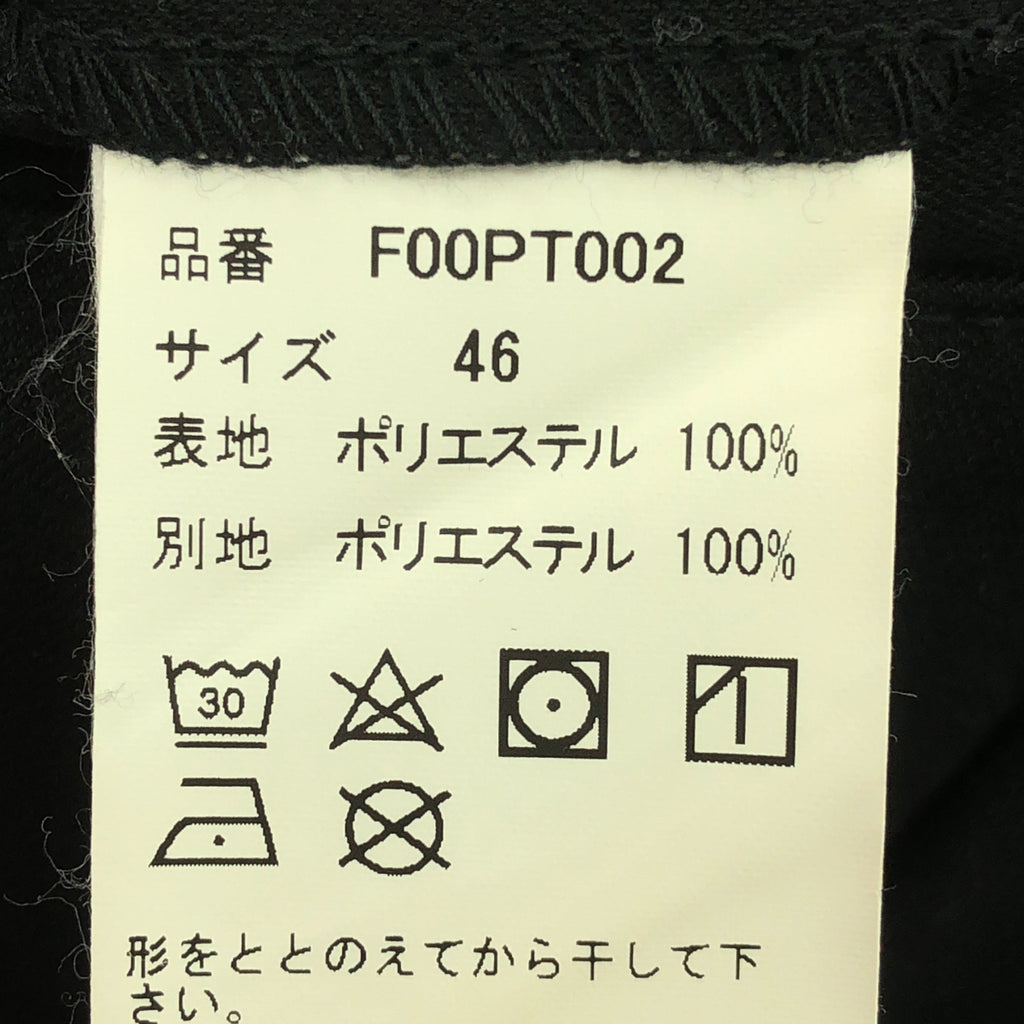 品番 F00PT002
サイズ 46
表地 ポリエステル 100%
別地 ポリエステル 100%
30
形をととのえてから干して下
さい。